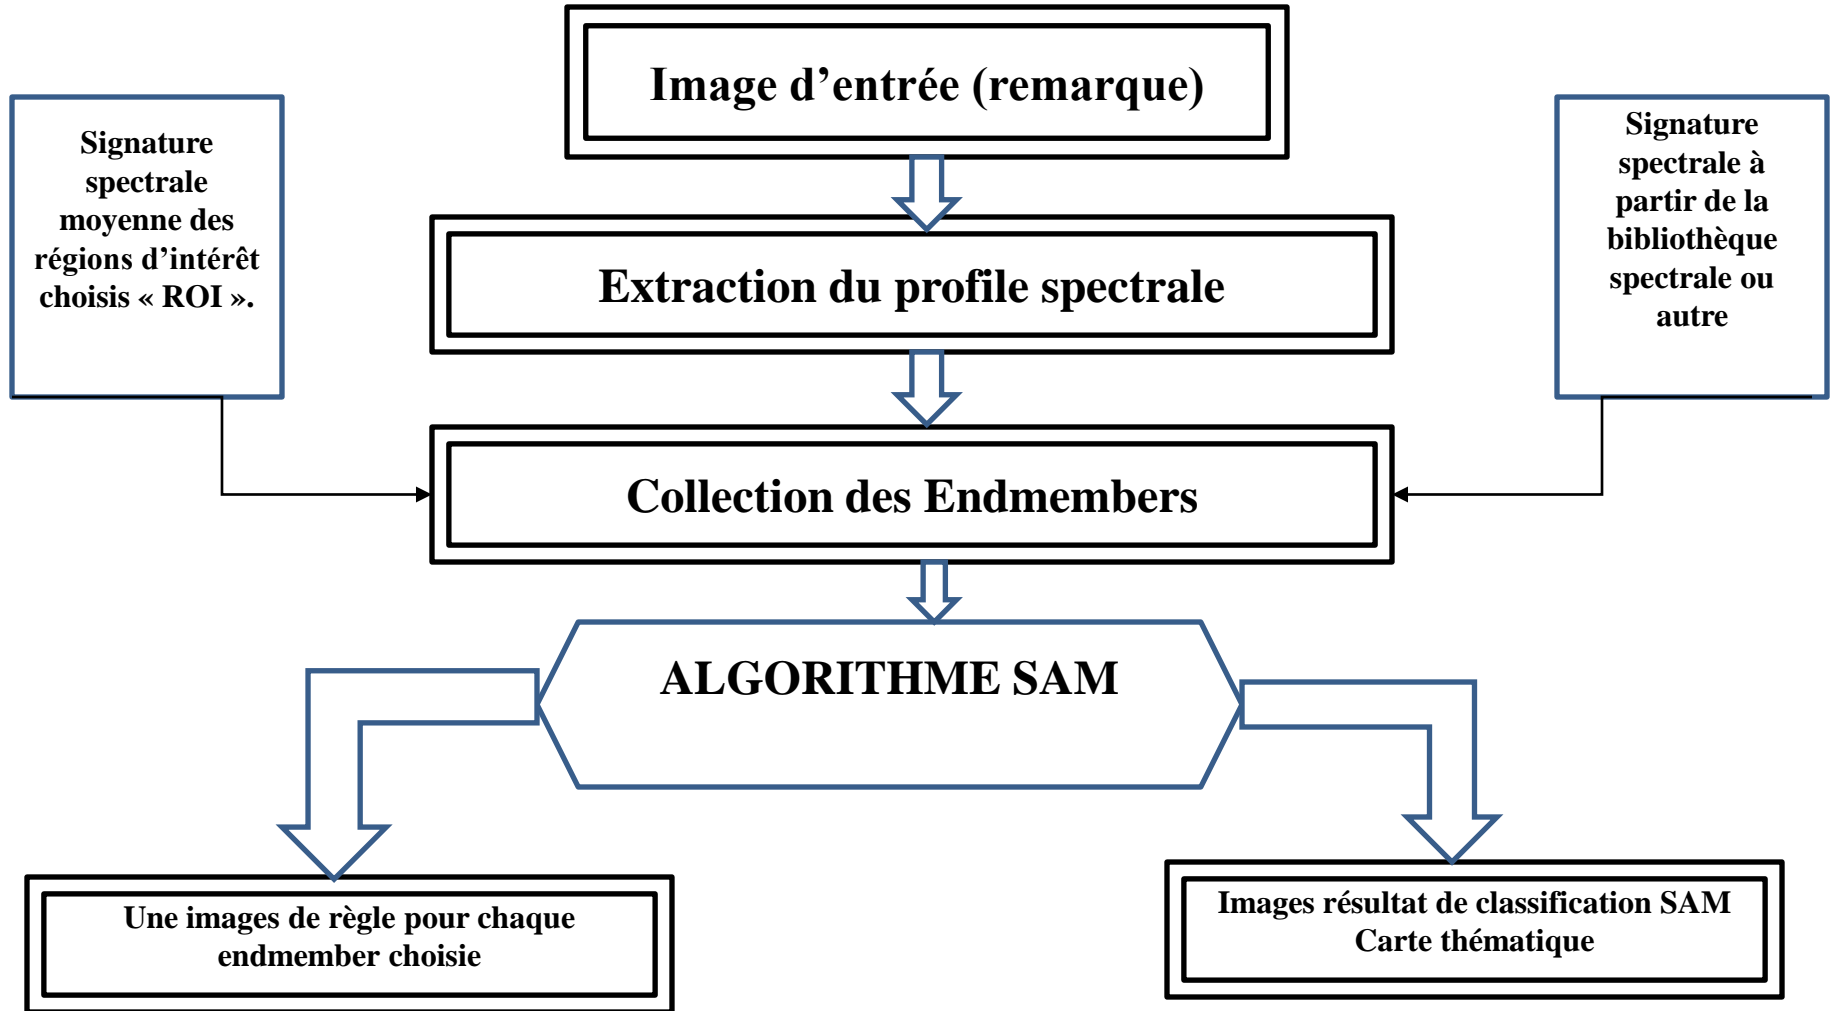 Image d’entrée (remarque)
Signature
spectrale
moyenne des
régions d’intérêt
choisis « ROI ».
Signature
spectrale à
partir de la
bibliothèque
spectrale ou
autre
Extraction du profile spectrale
Collection des Endmembers
ALGORITHME SAM
Une images de règle pour chaque
endmember choisie
Images résultat de classification SAM
Carte thématique